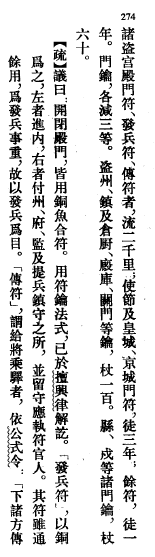 274
諸盜宮殿門符、發兵符、傳符者，流二千里；使節及皇城、京城門符，徒三年；餘符，徒一
年。門鑰，各減三等。盜州、鎮及倉厨、廐庫、關門等鑰，杖一百。縣、戍等諸門鑰，杖
六十。
【疏】議曰：開閉殿門，皆用銅魚合符。用符鑰法式，已於擅興律解訖。「發兵符」，以銅
爲之，左者進内，右者付州、府、監及提兵鎮守之所，並留守應執符官人。其符雖通
餘用，爲發兵事重，故以發兵爲目。「傳符」，謂給將乘驛者，依公式令：「下諸方傳